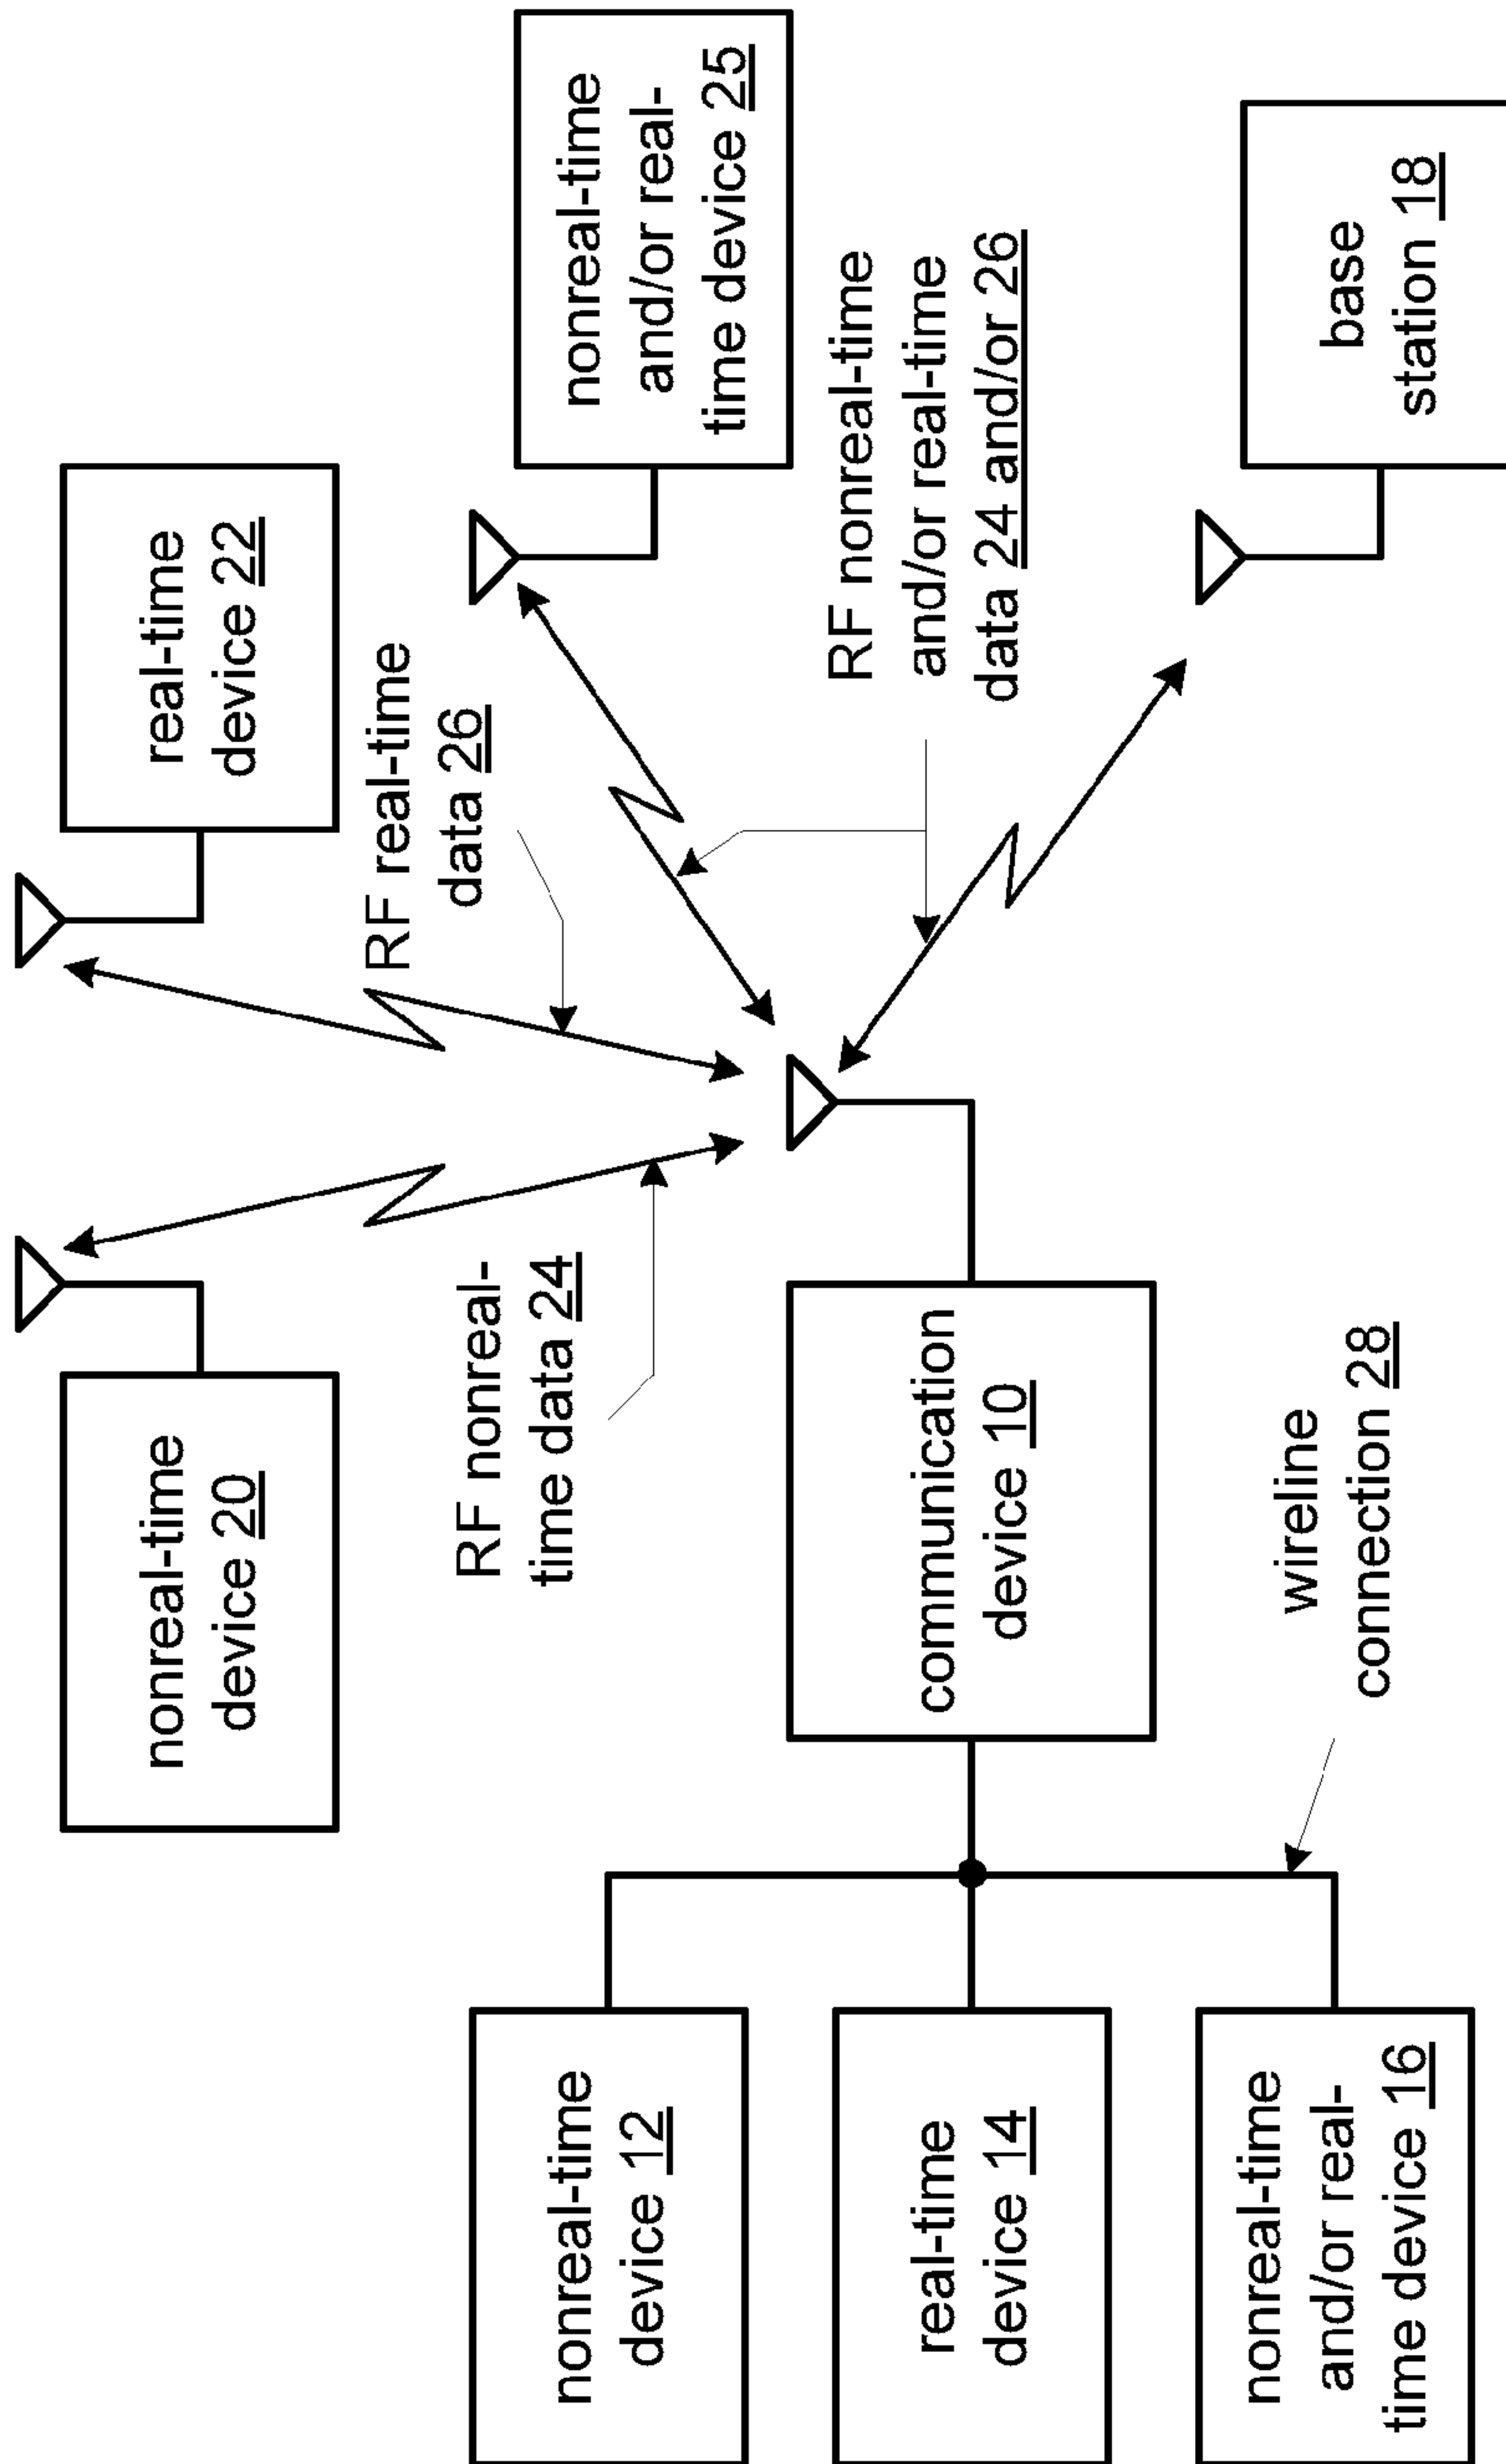 nonreal-time
device 20
real-time
device 22
RF real-time
data 26
RF nonreal-
time data 24
nonreal-time
and/or real-
time device 25
nonreal-time
device 12
real-time
device 14
nonreal-time
and/or real-
time device 16
communication
device 10
RF nonreal-time
and/or real-time
data 24 and/or 26
wireline
connection 28
base
station 18